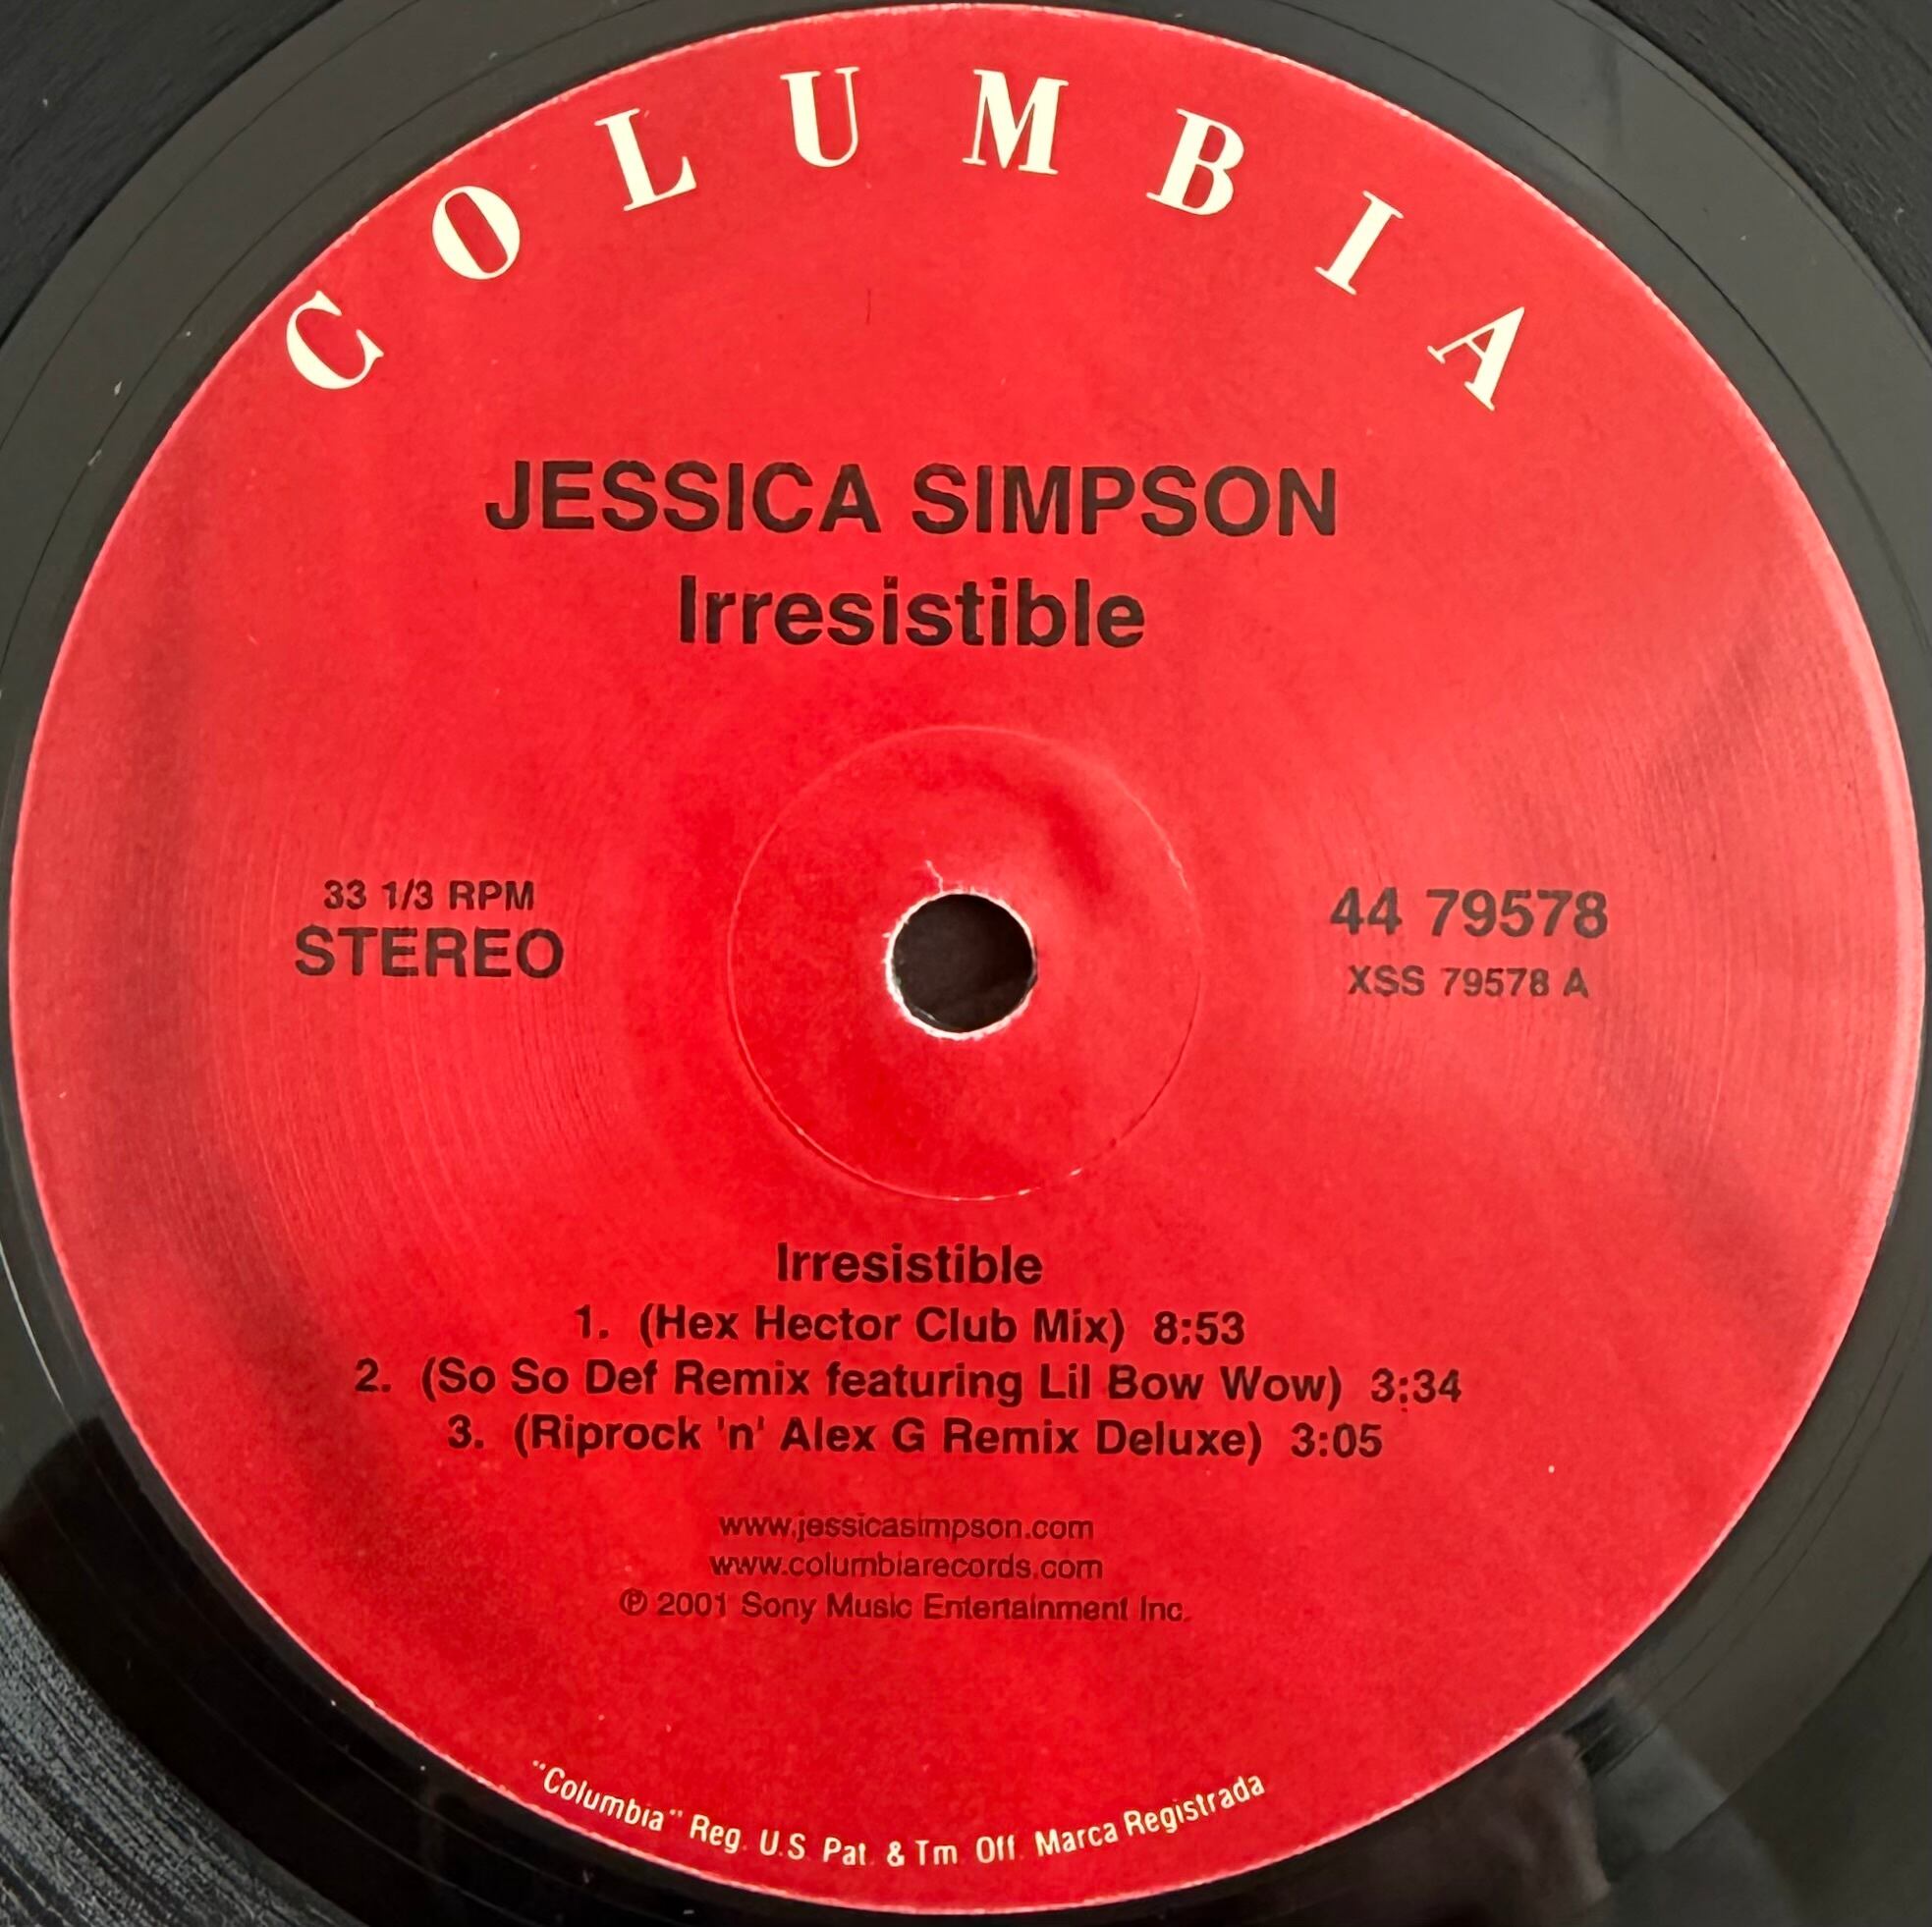 COLUMBIA
JESSICA SIMPSON
Irresistible
33 1/3 RPM
STEREO
44 79578
XSS 79578 A
Irresistible
1. (Hex Hector Club Mix) 8:53
2. (So So Def Remix featuring Lil Bow Wow) 3:34
3. (Riprock 'n' Alex G Remix Deluxe) 3:05
www.jessicasimpson.com
www.columbiarecords.com
℗ 2001 Sony Music Entertainment Inc.
"Columbia" Reg. U.S. Pat. & Tm. Off. Marca Registrada